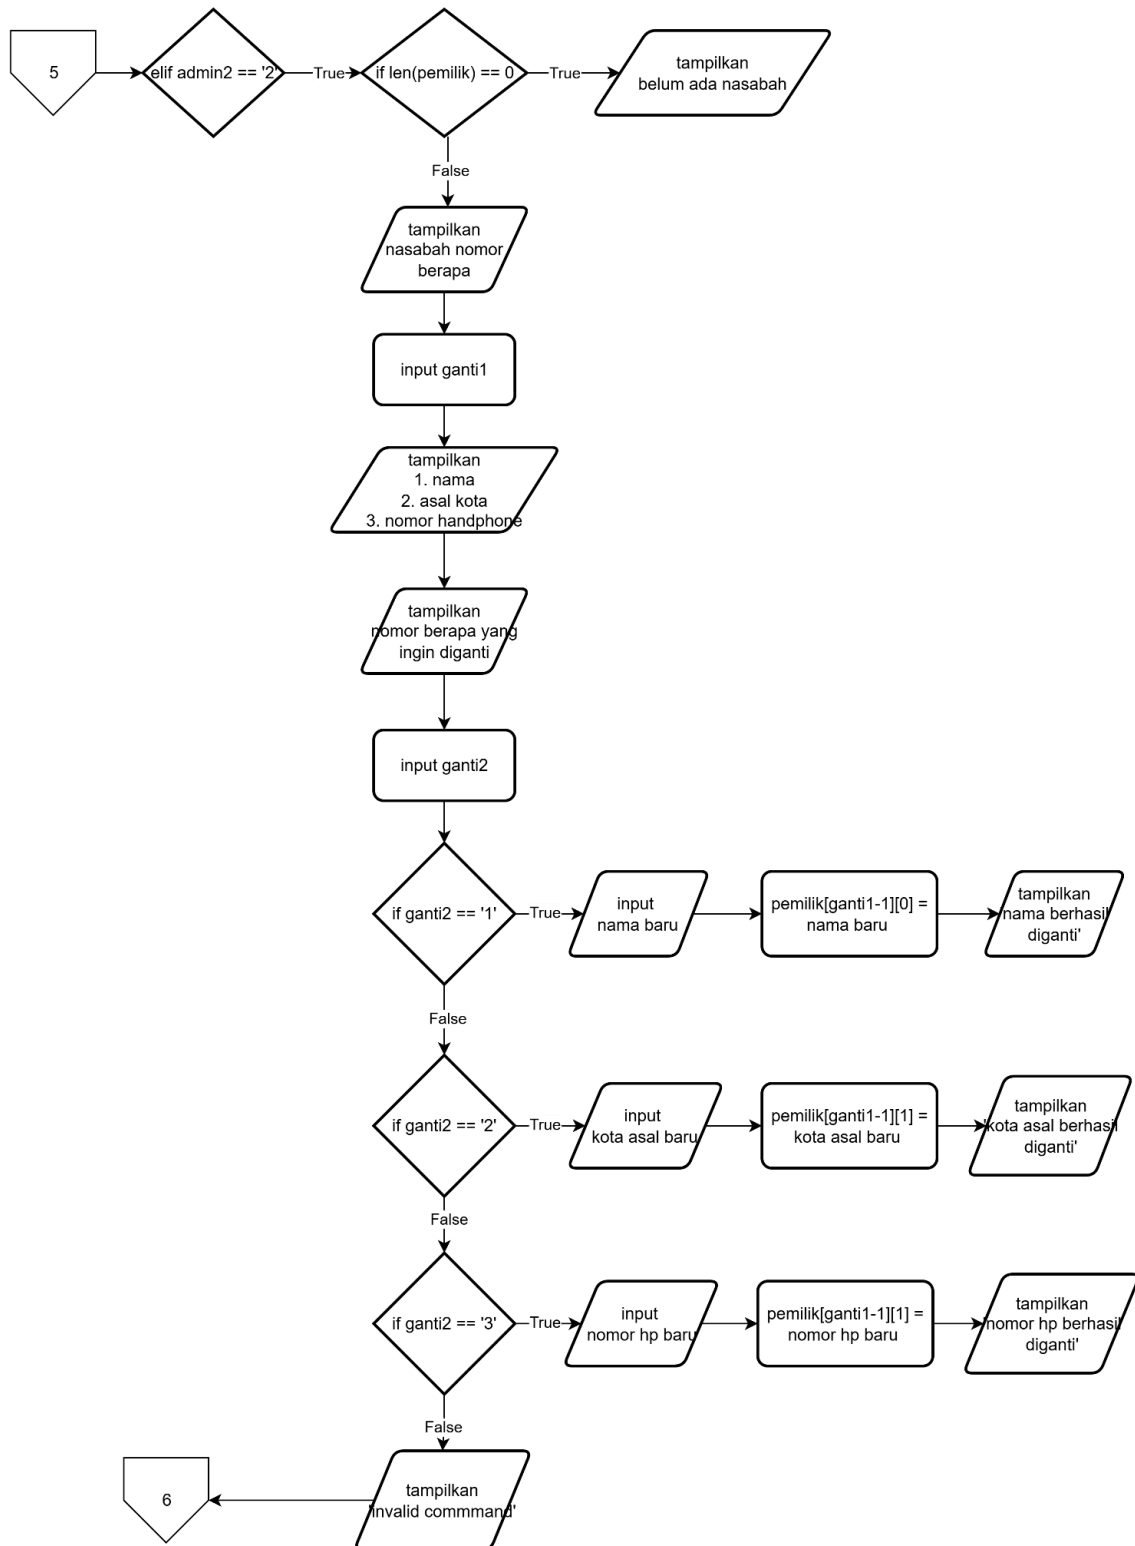 5
elif admin2 == '2'
True
if len(pemilik) == 0
True
tampilkan
belum ada nasabah
False
tampilkan
nasabah nomor
berapa
input ganti1
tampilkan
1. nama
2. asal kota
3. nomor handphone
tampilkan
nomor berapa yang
ingin diganti
input ganti2
if ganti2 == '1'
True
input
nama baru
pemilik[ganti1-1][0] =
nama baru
tampilkan
'nama berhasil
diganti'
False
if ganti2 == '2'
True
input
kota asal baru
pemilik[ganti1-1][1] =
kota asal baru
tampilkan
'kota asal berhasil
diganti'
False
if ganti2 == '3'
True
input
nomor hp baru
pemilik[ganti1-1][1] =
nomor hp baru
tampilkan
'nomor hp berhasil
diganti'
False
tampilkan
'invalid commmand'
6